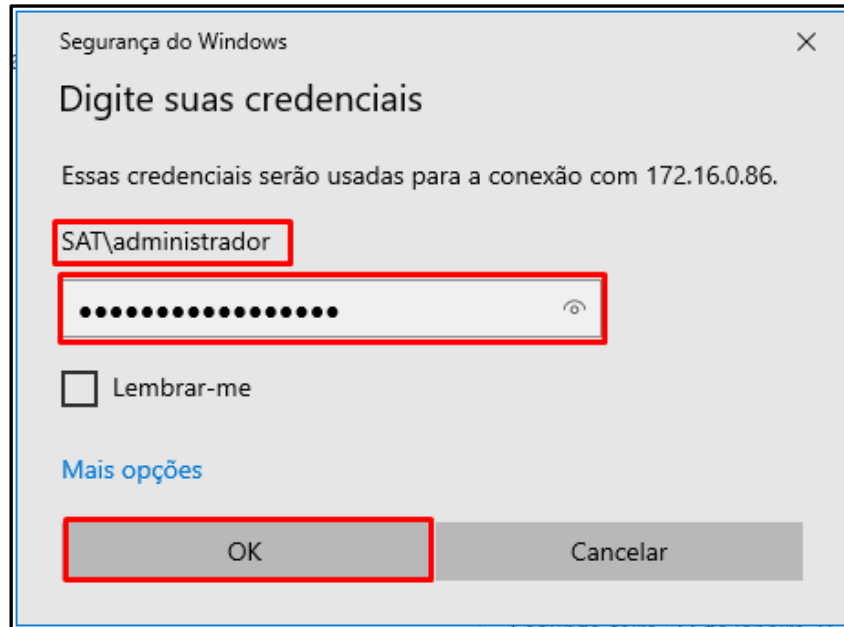 Segurança do Windows
Digite suas credenciais
Essas credenciais serão usadas para a conexão com 172.16.0.86.
SAT\administrador
•••••••••••••••••
Lembrar-me
Mais opções
OK
Cancelar